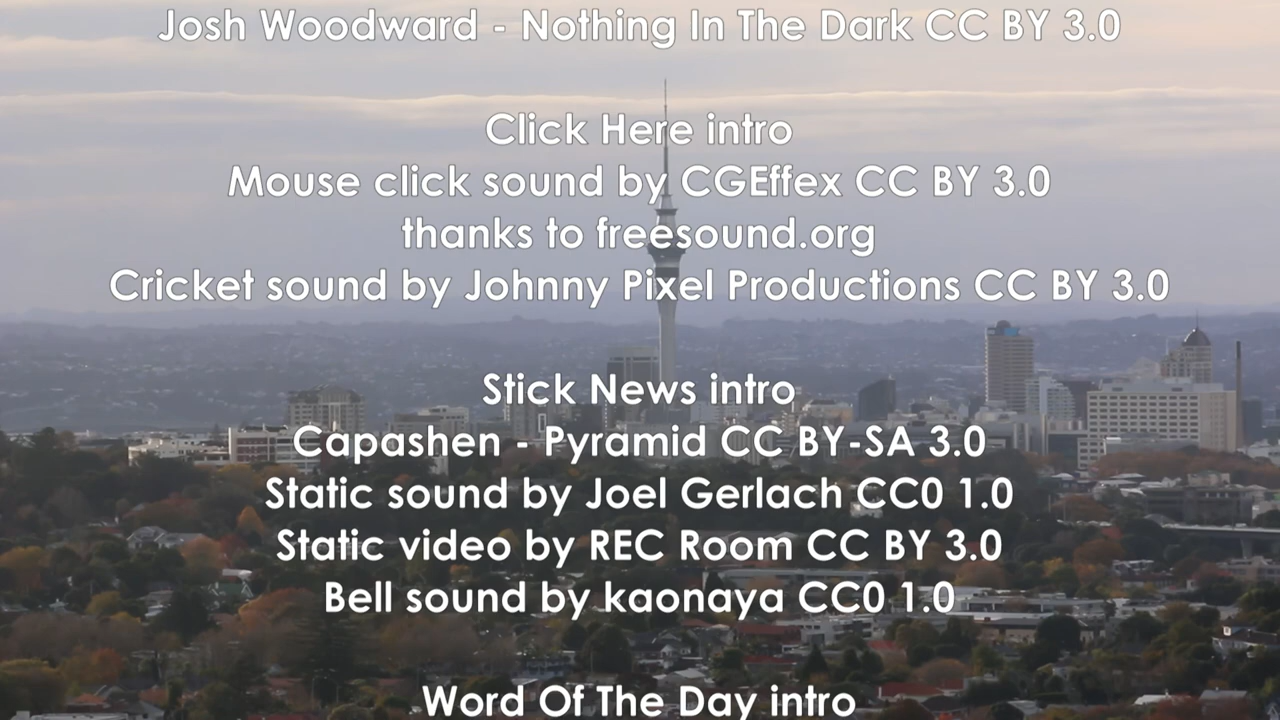 Josh Woodward - Nothing In The Dark CC BY 3.0
Click Here intro
Mouse click sound by CGEffex CC BY 3.0
thanks to freesound.org
Cricket sound by Johnny Pixel Productions CC BY 3.0
Stick News intro
Capashen - Pyramid CC BY-SA 3.0
Static sound by Joel Gerlach CC0 1.0
Static video by REC Room CC BY 3.0
Bell sound by kaonaya CC0 1.0
Word Of The Day intro